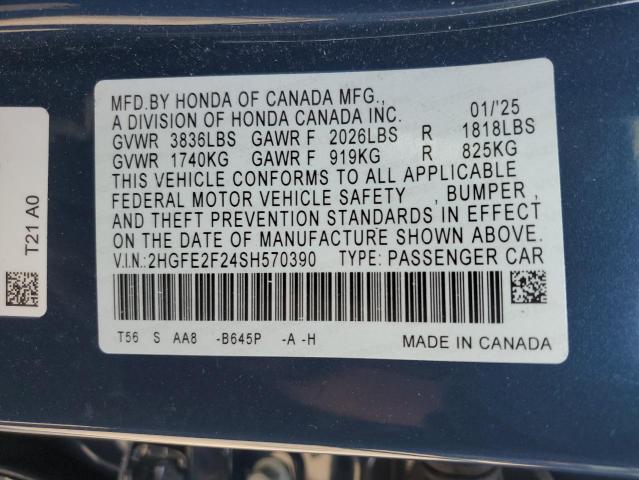 MFD.BY HONDA OF CANADA MFG.,
A DIVISION OF HONDA CANADA INC. 01/'25
GVWR 3836LBS GAWR F 2026LBS R 1818LBS
GVWR 1740KG GAWR F 919KG R 825KG
THIS VEHICLE CONFORMS TO ALL APPLICABLE
FEDERAL MOTOR VEHICLE SAFETY , BUMPER ,
AND THEFT PREVENTION STANDARDS IN EFFECT
ON THE DATE OF MANUFACTURE SHOWN ABOVE.
V.I.N.:2HGFE2F24SH570390 TYPE: PASSENGER CAR
T56 S AA8 -B645P -A -H
MADE IN CANADA
T21 A0